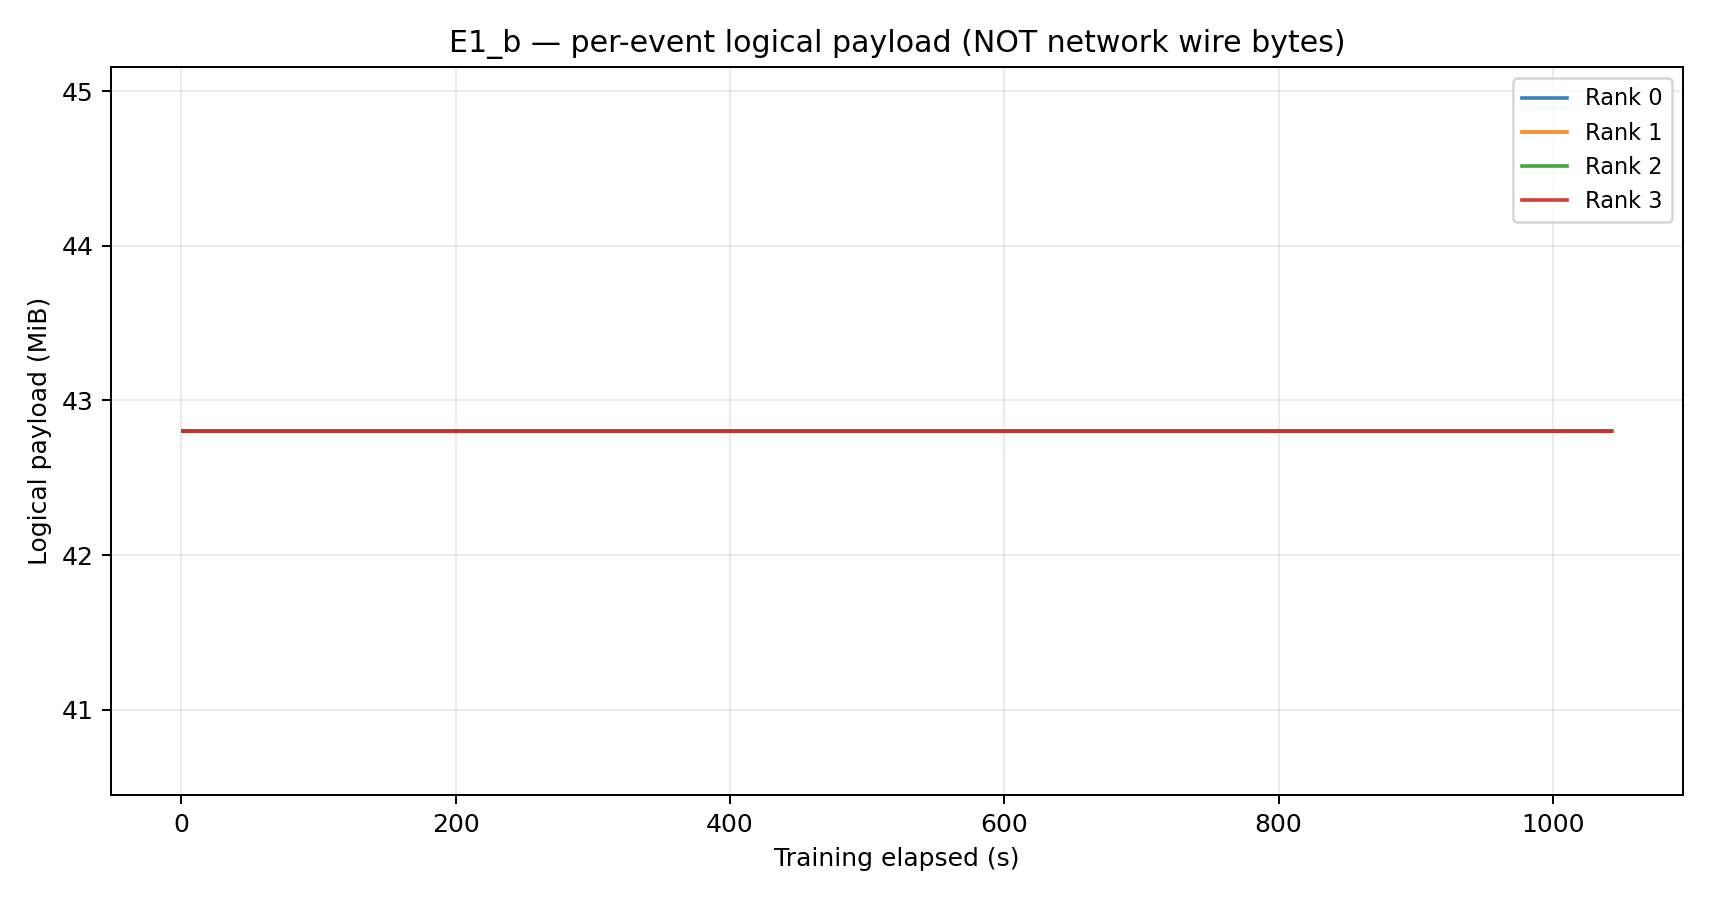 E1_b — per-event logical payload (NOT network wire bytes)
Rank 0
Rank 1
Rank 2
Rank 3
45
44
43
42
41
Logical payload (MiB)
0 200 400 600 800 1000
Training elapsed (s)